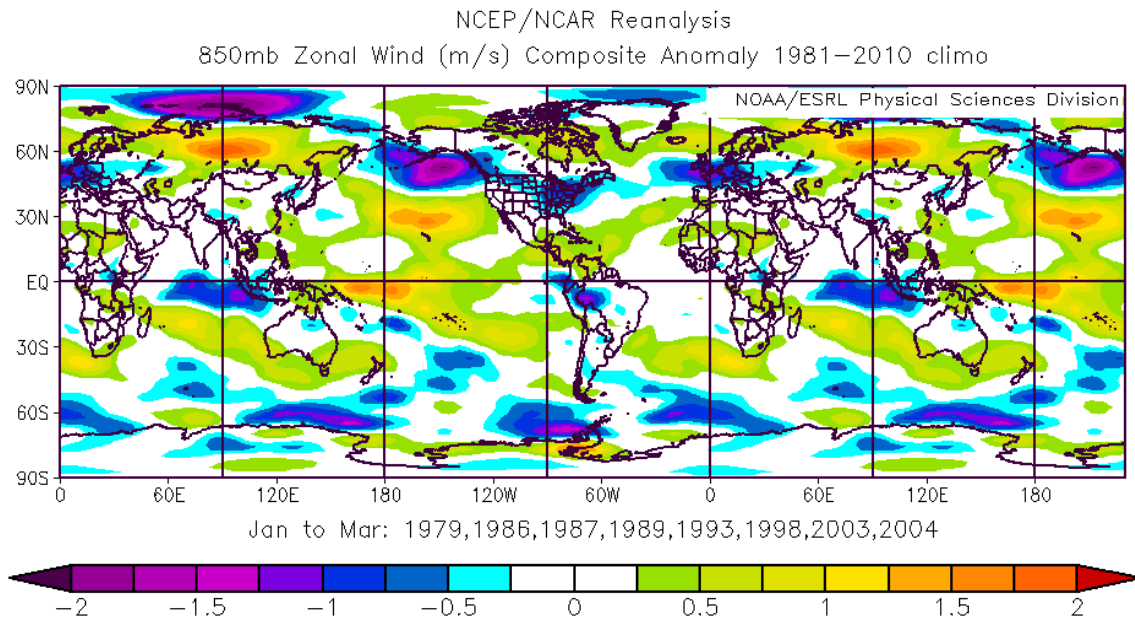 NCEP/NCAR Reanalysis
850mb Zonal Wind (m/s) Composite Anomaly 1981-2010 climo
NOAA/ESRL Physical Sciences Division
90N
60N
30N
EQ
30S
60S
90S
0 60E 120E 180 120W 60W 0 60E 120E 180
Jan to Mar: 1979,1986,1987,1989,1993,1998,2003,2004
-2 -1.5 -1 -0.5 0 0.5 1 1.5 2